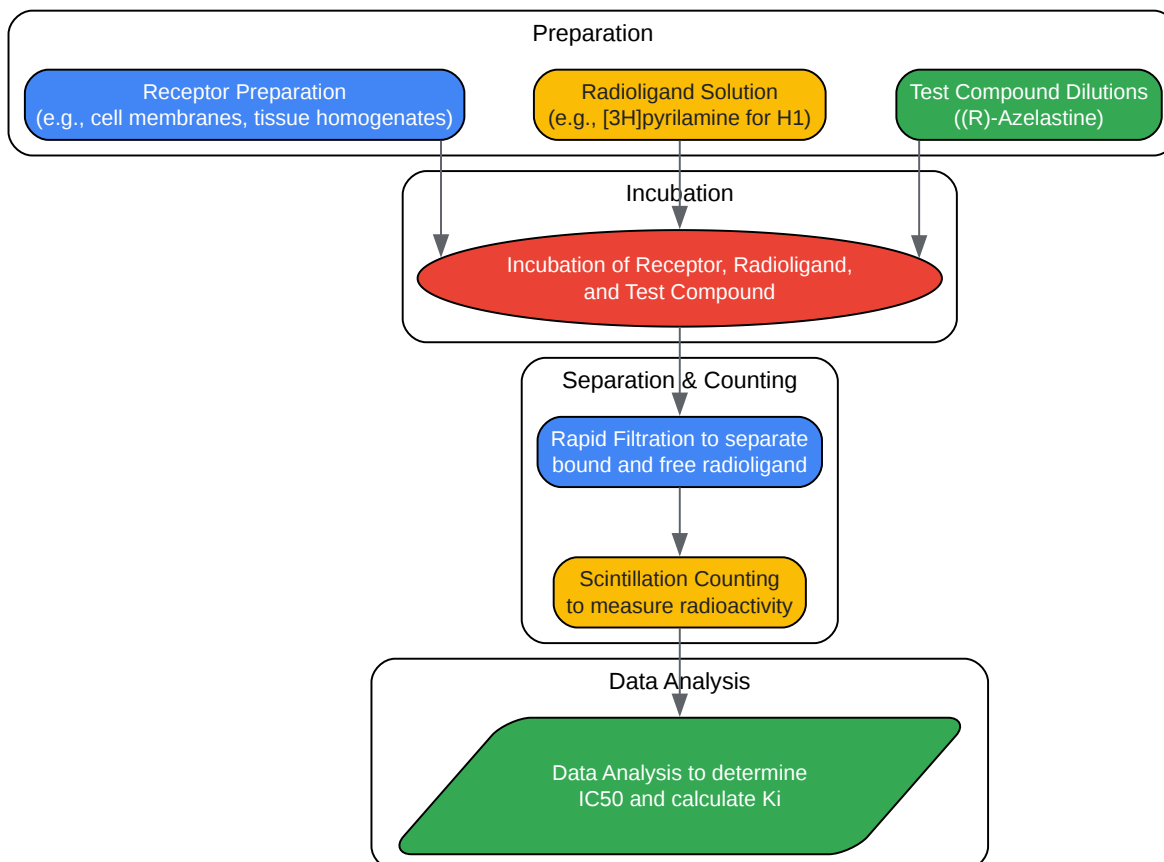 Preparation
Receptor Preparation
(e.g., cell membranes, tissue homogenates)
Radioligand Solution
(e.g., [3H]pyrilamine for H1)
Test Compound Dilutions
((R)-Azelastine)
Incubation
Incubation of Receptor, Radioligand,
and Test Compound
Separation & Counting
Rapid Filtration to separate
bound and free radioligand
Scintillation Counting
to measure radioactivity
Data Analysis
Data Analysis to determine
IC50 and calculate Ki